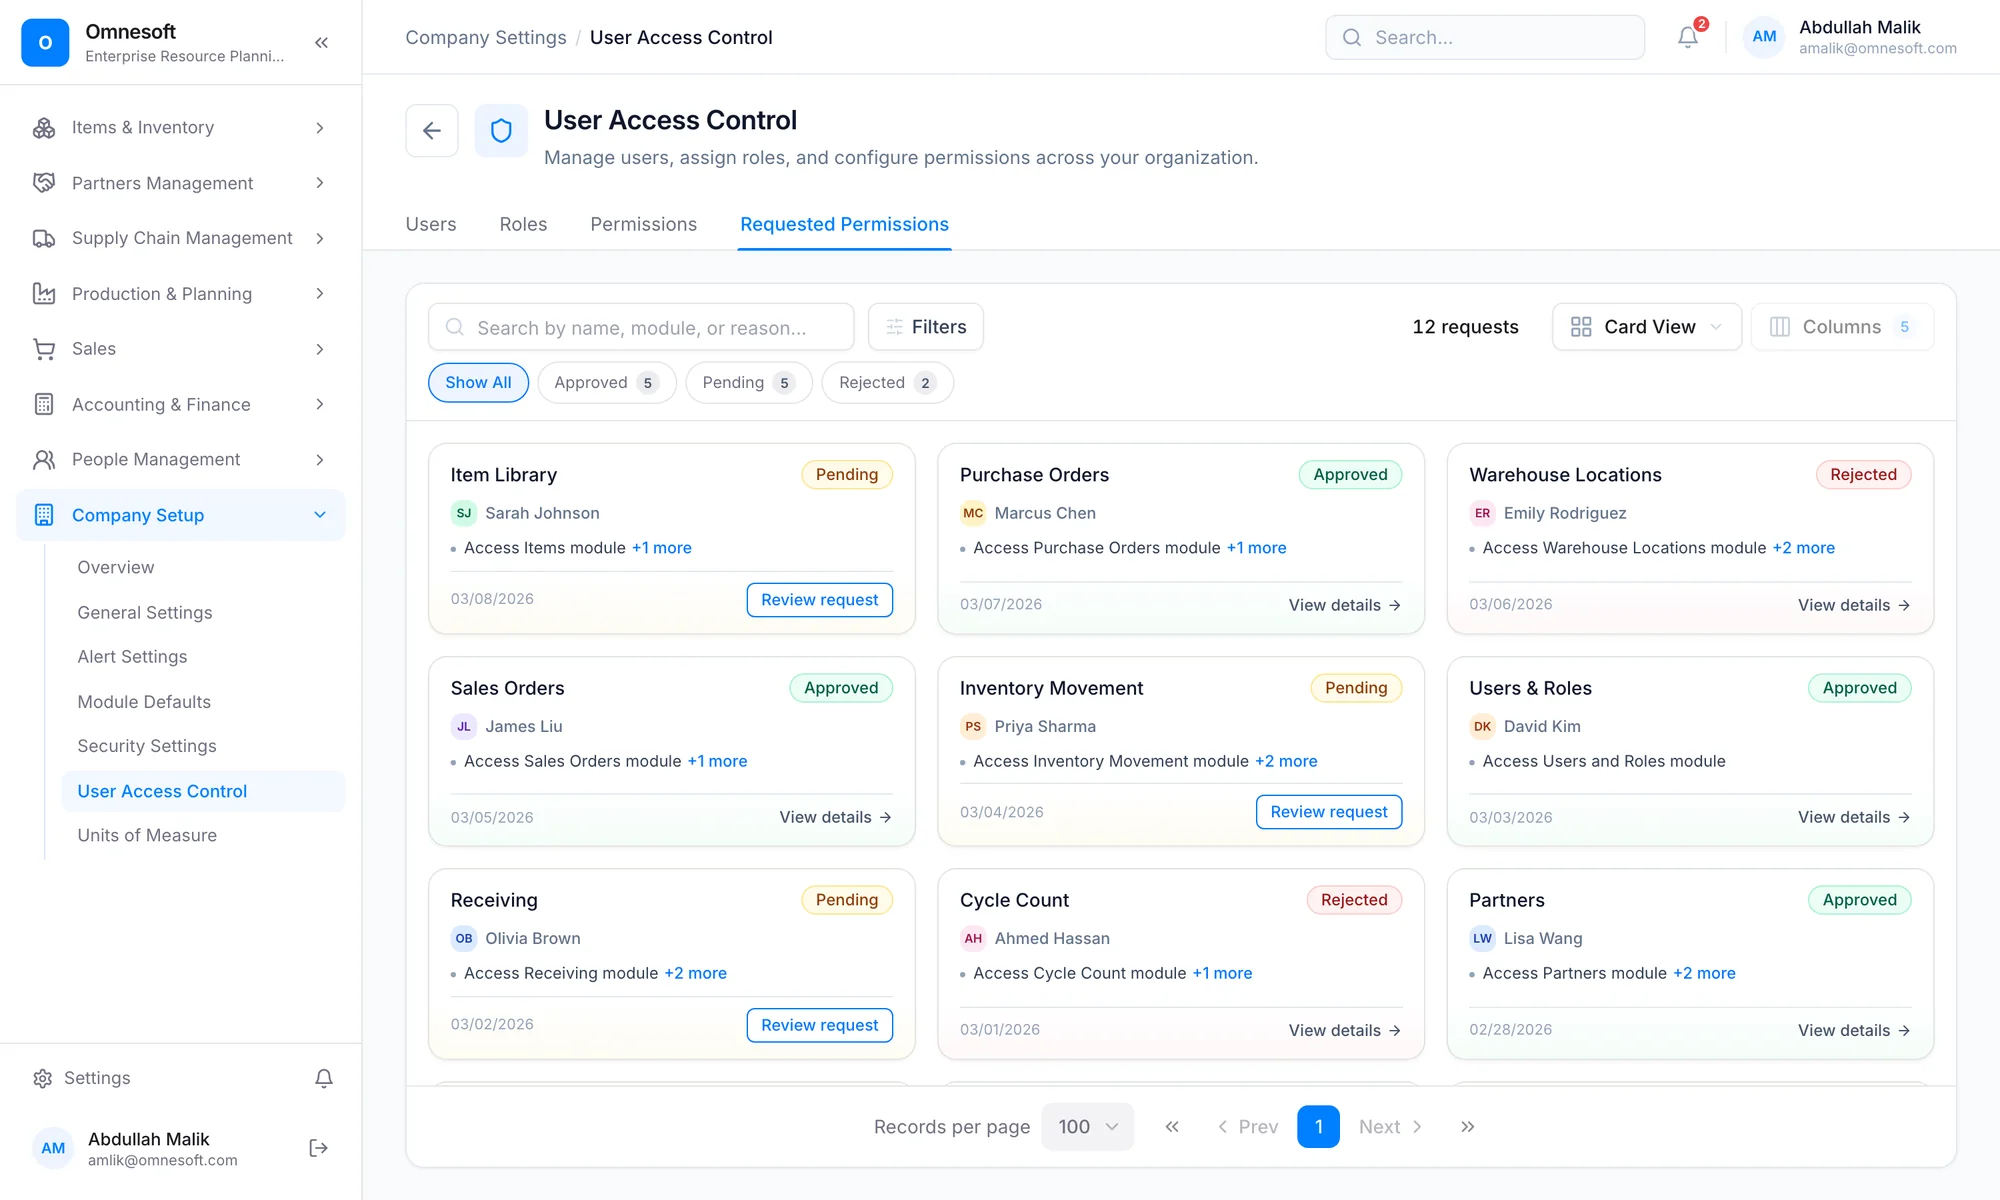 O
Omnesoft
Enterprise Resource Planni...
Items & Inventory
Partners Management
Supply Chain Management
Production & Planning
Sales
Accounting & Finance
People Management
Company Setup
Overview
General Settings
Alert Settings
Module Defaults
Security Settings
User Access Control
Units of Measure
Settings
AM
Abdullah Malik
amlik@omnesoft.com
Company Settings / User Access Control
Search...
2
AM
Abdullah Malik
amalik@omnesoft.com
User Access Control
Manage users, assign roles, and configure permissions across your organization.
Users
Roles
Permissions
Requested Permissions
Search by name, module, or reason...
Filters
12 requests
Card View
Columns 5
Show All
Approved 5
Pending 5
Rejected 2
Item Library
Pending
SJ Sarah Johnson
• Access Items module +1 more
03/08/2026
Review request
Purchase Orders
Approved
MC Marcus Chen
• Access Purchase Orders module +1 more
03/07/2026
View details →
Warehouse Locations
Rejected
ER Emily Rodriguez
• Access Warehouse Locations module +2 more
03/06/2026
View details →
Sales Orders
Approved
JL James Liu
• Access Sales Orders module +1 more
03/05/2026
View details →
Inventory Movement
Pending
PS Priya Sharma
• Access Inventory Movement module +2 more
03/04/2026
Review request
Users & Roles
Approved
DK David Kim
• Access Users and Roles module
03/03/2026
View details →
Receiving
Pending
OB Olivia Brown
• Access Receiving module +2 more
03/02/2026
Review request
Cycle Count
Rejected
AH Ahmed Hassan
• Access Cycle Count module +1 more
03/01/2026
View details →
Partners
Approved
LW Lisa Wang
• Access Partners module +2 more
02/28/2026
View details →
Records per page
100
Prev
1
Next